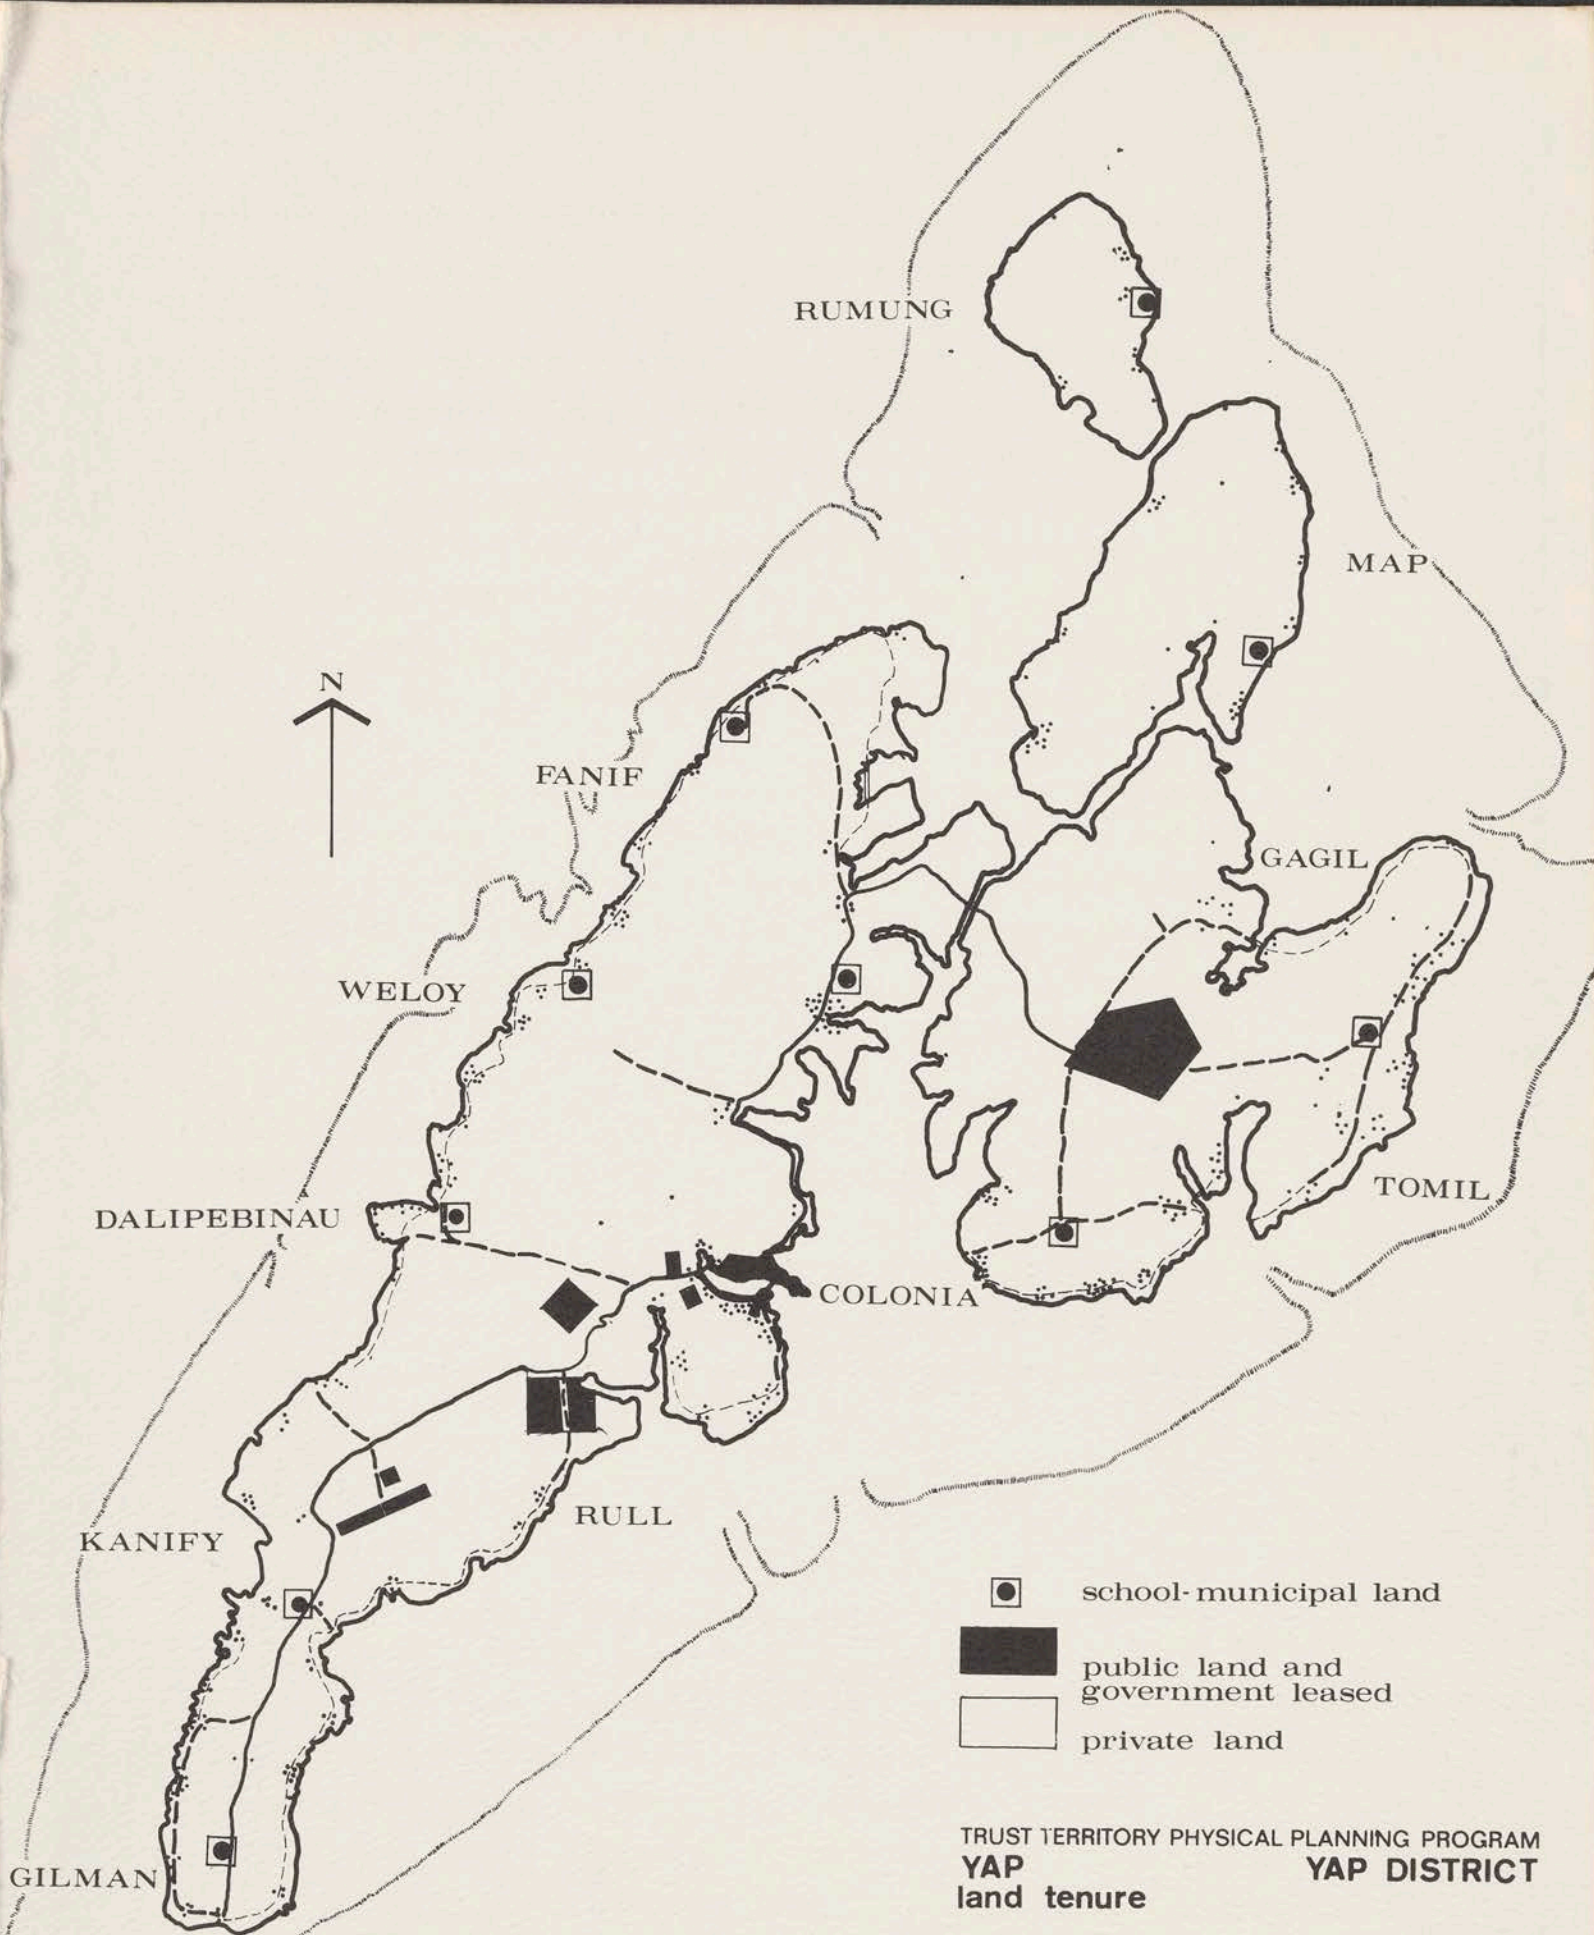 RUMUNG
MAP
N
FANIF
GAGIL
WELOY
TOMIL
DALIPEBINAU
COLONIA
RULL
KANIFY
school-municipal land
public land and
government leased
private land
GILMAN
TRUST TERRITORY PHYSICAL PLANNING PROGRAM
YAP YAP DISTRICT
land tenure